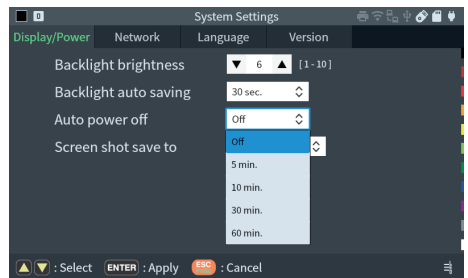 0 System Settings
Display/Power Network Language Version
Backlight brightness ▼ 6 ▲ [1-10]
Backlight auto saving 30 sec.
Auto power off Off
Off
Screen shot save to
5 min.
10 min.
30 min.
60 min.
▲▼ : Select ENTER : Apply ESC : Cancel